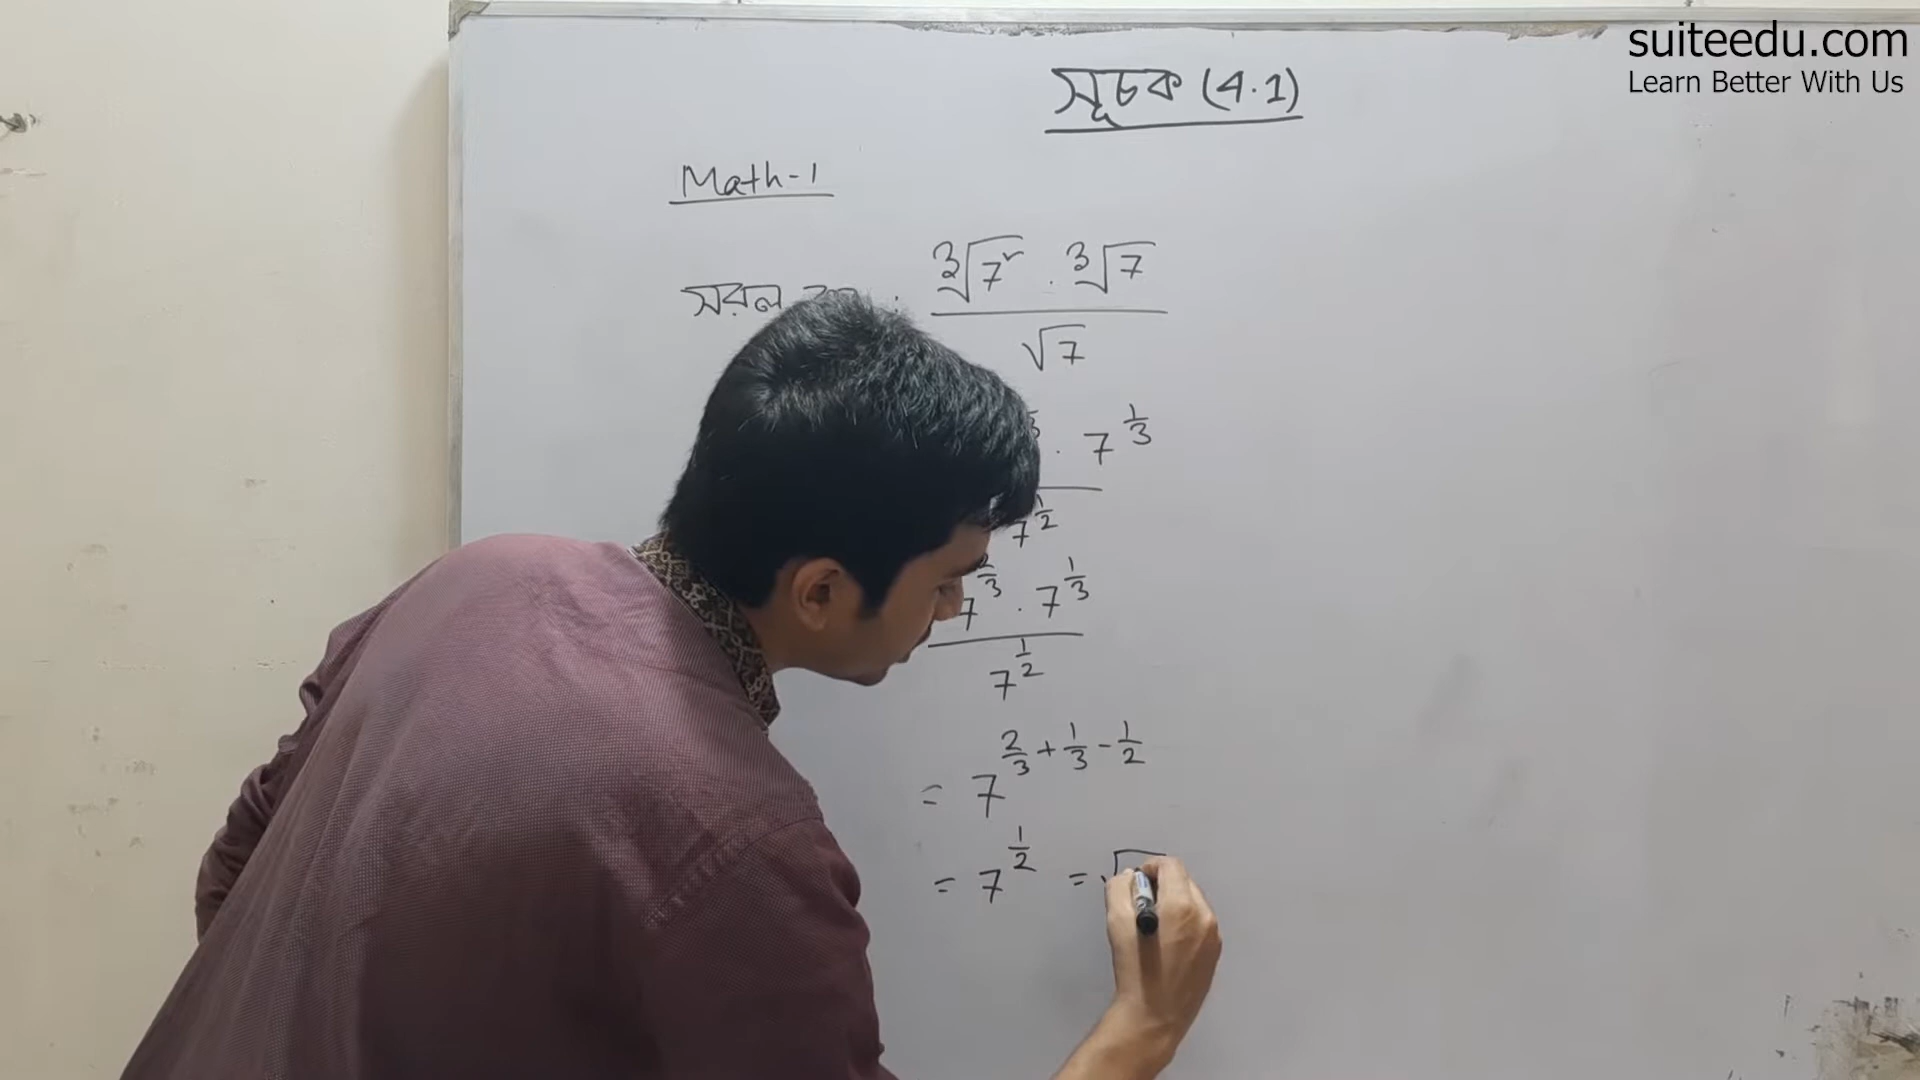 suiteedu.com
Learn Better With Us
সূচক (4.1)
Math-1
সরল : (∛7² . ∛7) / √7
. 7^(1/3)
7^(1/2)
7^(2/3) . 7^(1/3)
7^(1/2)
= 7^(2/3 + 1/3 - 1/2)
= 7^(1/2) = √